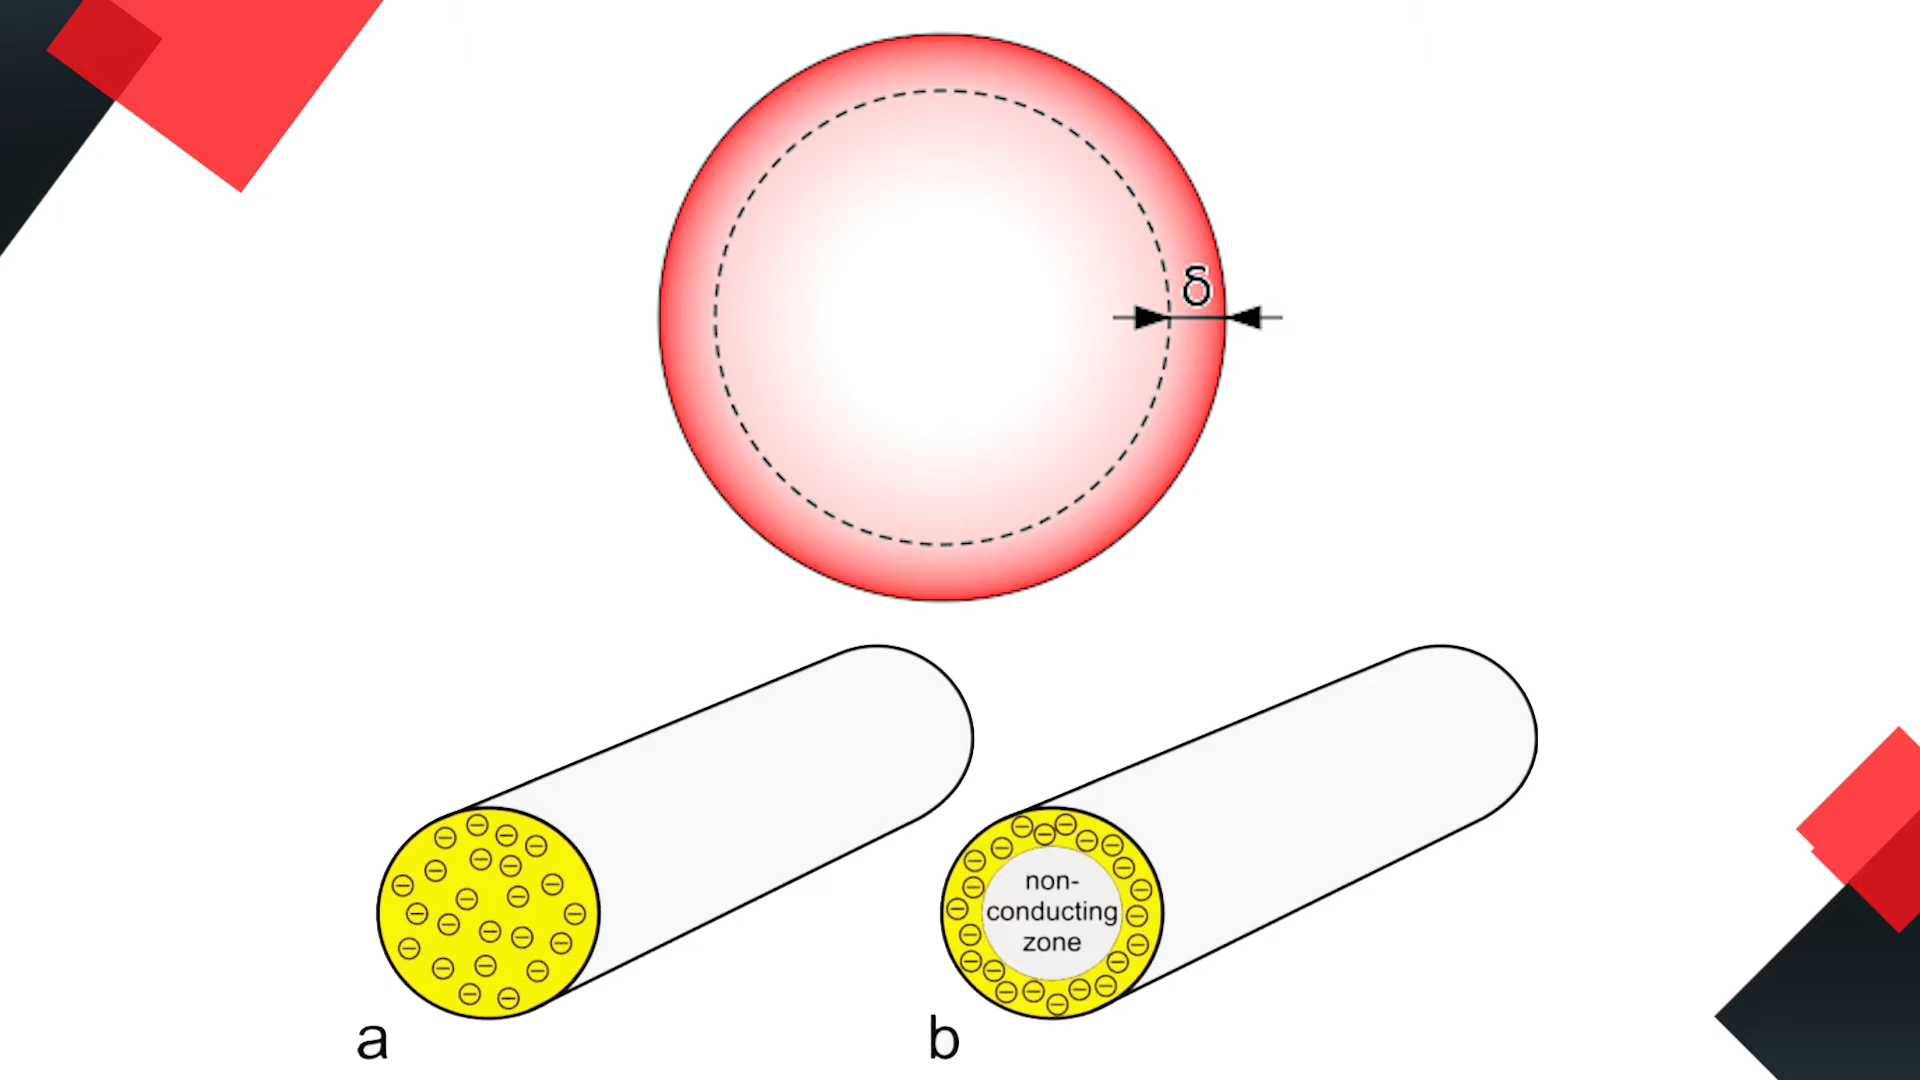 δ
non-
conducting
zone
a
b